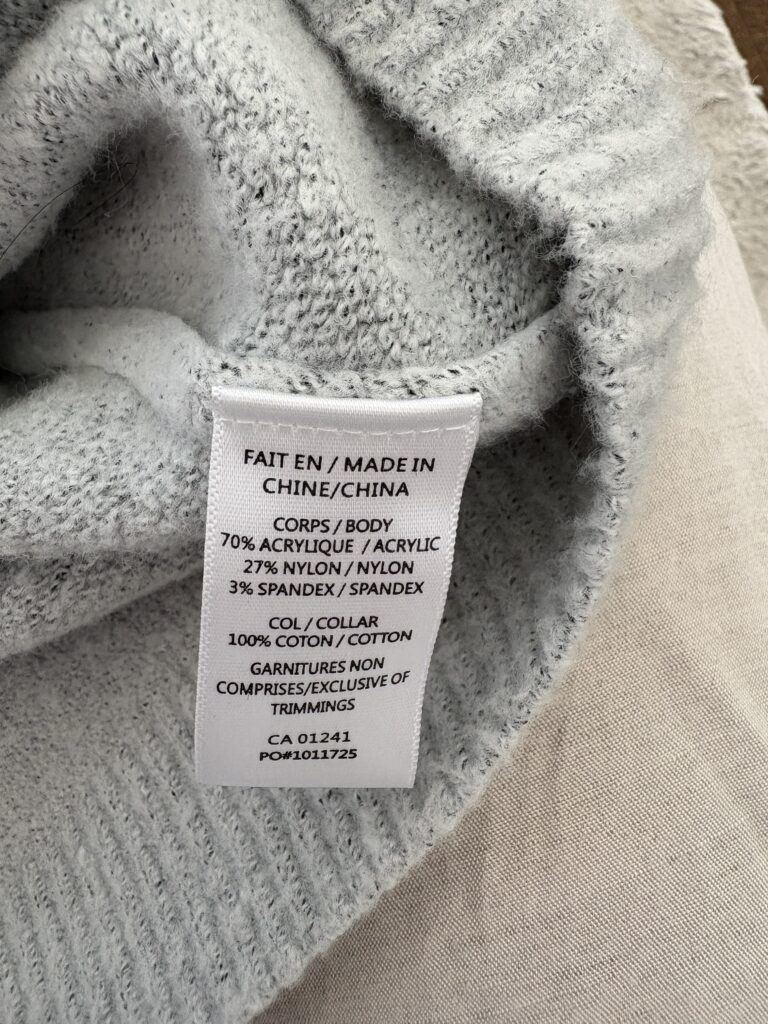 FAIT EN / MADE IN
CHINE/CHINA
CORPS / BODY
70% ACRYLIQUE / ACRYLIC
27% NYLON / NYLON
3% SPANDEX / SPANDEX
COL / COLLAR
100% COTON / COTTON
GARNITURES NON
COMPRISES/EXCLUSIVE OF
TRIMMINGS
CA 01241
PO#1011725